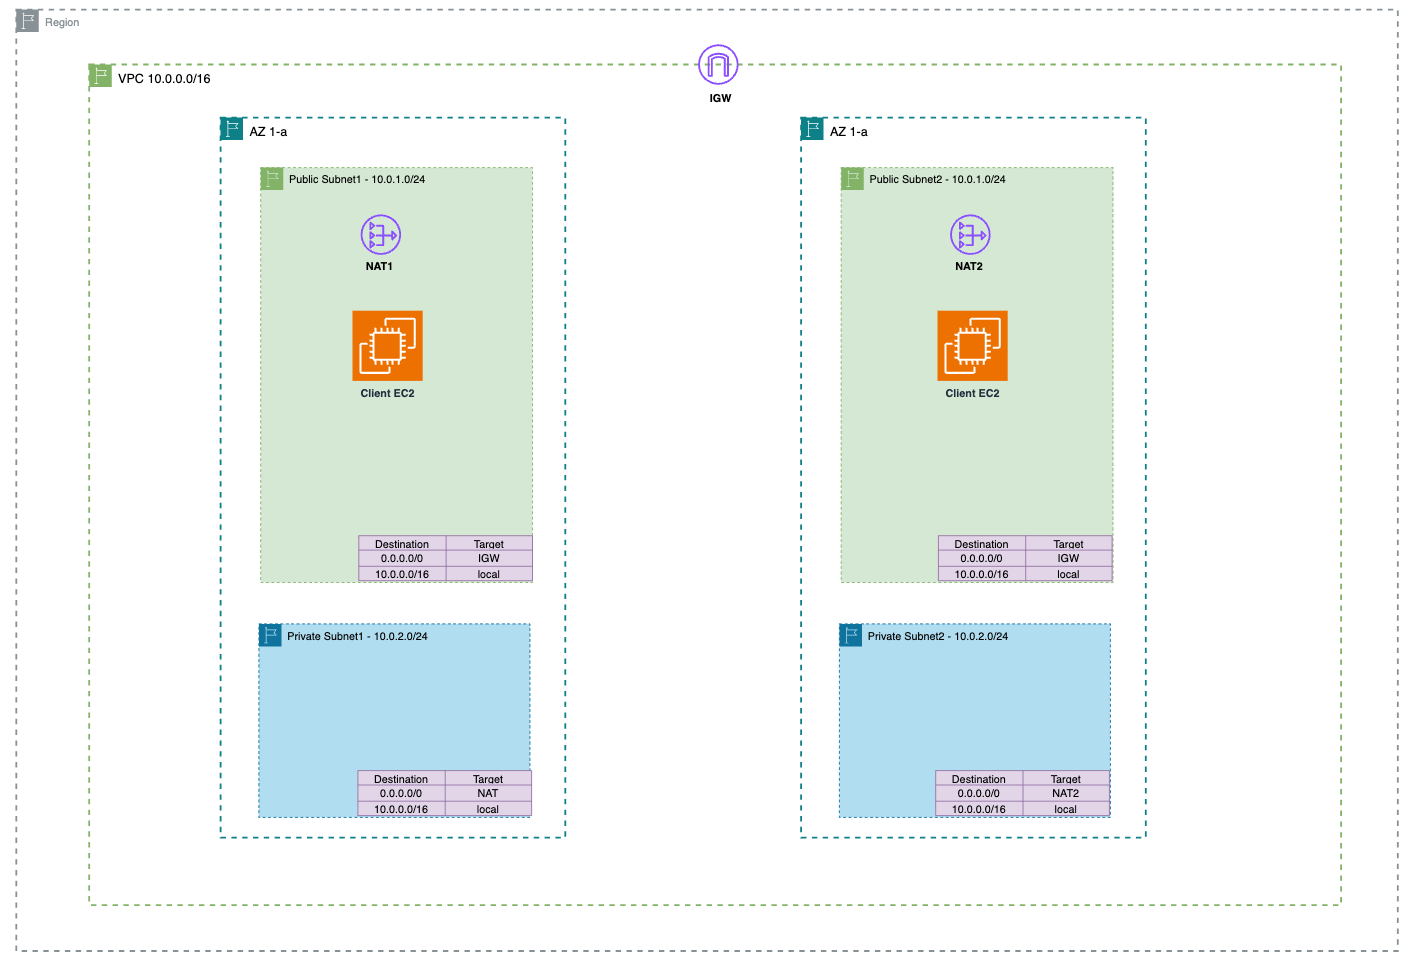 Region
IGW
VPC 10.0.0.0/16
AZ 1-a
Public Subnet1 - 10.0.1.0/24
NAT1
Client EC2
Destination Target
0.0.0.0/0 IGW
10.0.0.0/16 local
Private Subnet1 - 10.0.2.0/24
Destination Target
0.0.0.0/0 NAT
10.0.0.0/16 local
AZ 1-a
Public Subnet2 - 10.0.1.0/24
NAT2
Client EC2
Destination Target
0.0.0.0/0 IGW
10.0.0.0/16 local
Private Subnet2 - 10.0.2.0/24
Destination Target
0.0.0.0/0 NAT2
10.0.0.0/16 local